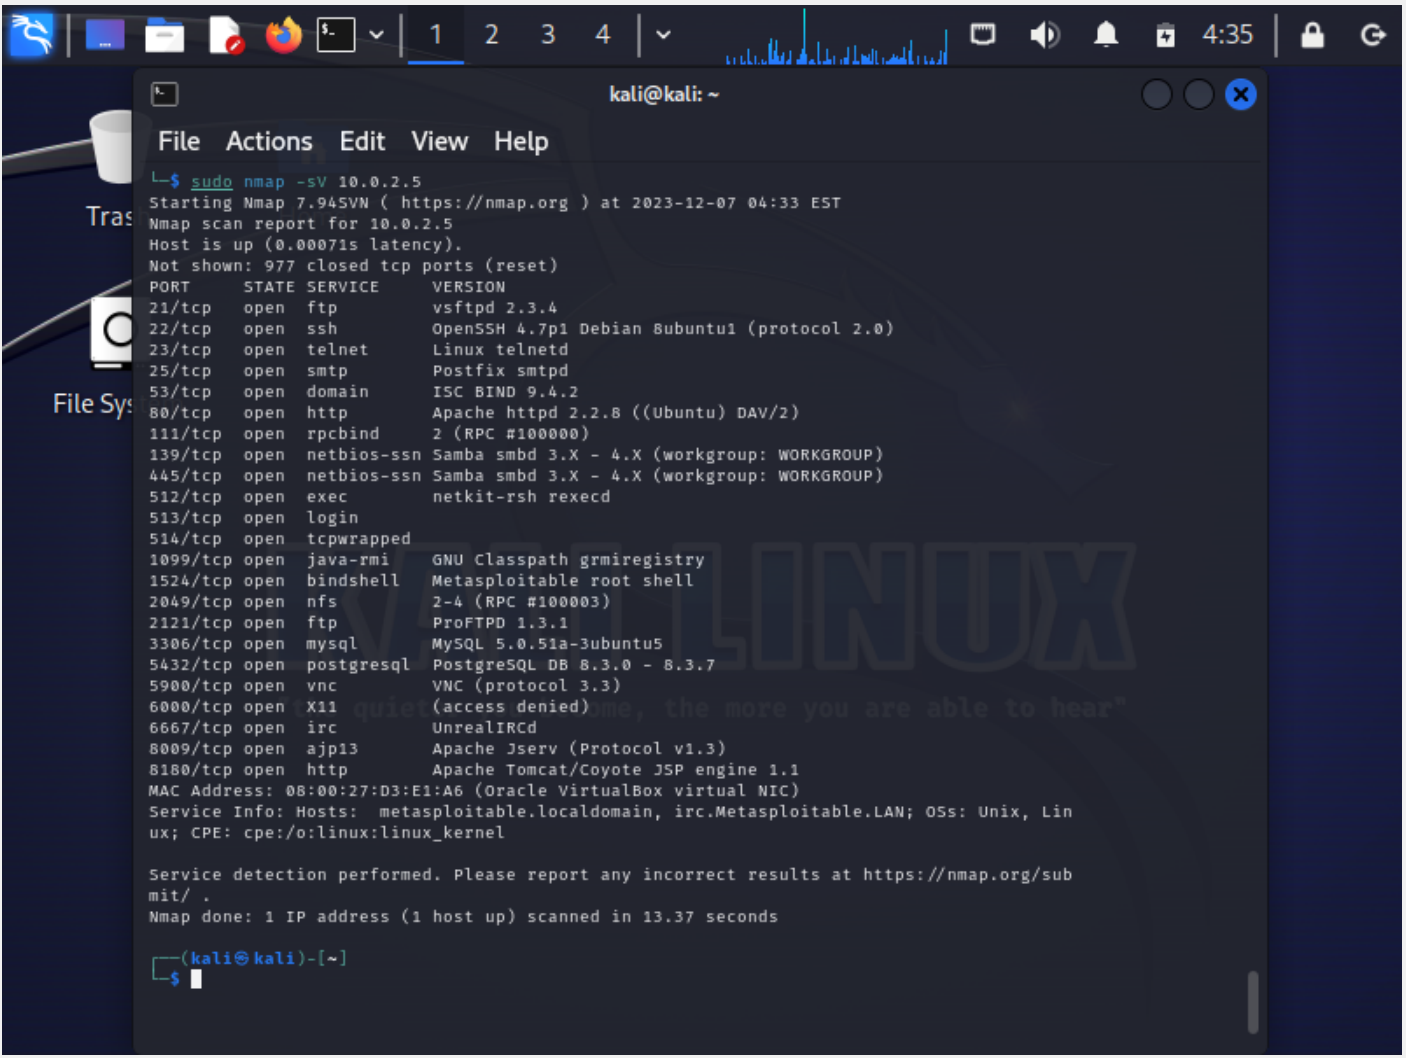 1 2 3 4 4:35
kali@kali: ~
File Actions Edit View Help
└─$ sudo nmap -sV 10.0.2.5
Starting Nmap 7.94SVN ( https://nmap.org ) at 2023-12-07 04:33 EST
Nmap scan report for 10.0.2.5
Host is up (0.00071s latency).
Not shown: 977 closed tcp ports (reset)
PORT     STATE SERVICE     VERSION
21/tcp   open  ftp         vsftpd 2.3.4
22/tcp   open  ssh         OpenSSH 4.7p1 Debian 8ubuntu1 (protocol 2.0)
23/tcp   open  telnet      Linux telnetd
25/tcp   open  smtp        Postfix smtpd
53/tcp   open  domain      ISC BIND 9.4.2
80/tcp   open  http        Apache httpd 2.2.8 ((Ubuntu) DAV/2)
111/tcp  open  rpcbind     2 (RPC #100000)
139/tcp  open  netbios-ssn Samba smbd 3.X - 4.X (workgroup: WORKGROUP)
445/tcp  open  netbios-ssn Samba smbd 3.X - 4.X (workgroup: WORKGROUP)
512/tcp  open  exec        netkit-rsh rexecd
513/tcp  open  login
514/tcp  open  tcpwrapped
1099/tcp open  java-rmi    GNU Classpath grmiregistry
1524/tcp open  bindshell   Metasploitable root shell
2049/tcp open  nfs         2-4 (RPC #100003)
2121/tcp open  ftp         ProFTPD 1.3.1
3306/tcp open  mysql       MySQL 5.0.51a-3ubuntu5
5432/tcp open  postgresql  PostgreSQL DB 8.3.0 - 8.3.7
5900/tcp open  vnc         VNC (protocol 3.3)
6000/tcp open  X11         (access denied)
6667/tcp open  irc         UnrealIRCd
8009/tcp open  ajp13       Apache Jserv (Protocol v1.3)
8180/tcp open  http        Apache Tomcat/Coyote JSP engine 1.1
MAC Address: 08:00:27:D3:E1:A6 (Oracle VirtualBox virtual NIC)
Service Info: Hosts:  metasploitable.localdomain, irc.Metasploitable.LAN; OSs: Unix, Lin
ux; CPE: cpe:/o:linux:linux_kernel
Service detection performed. Please report any incorrect results at https://nmap.org/sub
mit/ .
Nmap done: 1 IP address (1 host up) scanned in 13.37 seconds
┌──(kali㉿kali)-[~]
└─$
Tras
File Sys
KALI LINUX
quiet, the more you are able to hear"